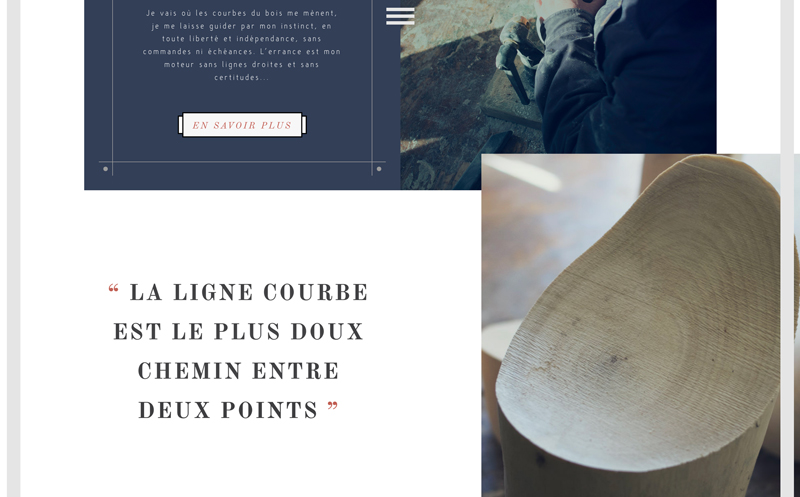 Je vais où les courbes du bois me mènent,
je me laisse guider par mon instinct, en
toute liberté et indépendance, sans
commandes ni échéances. L'errance est mon
moteur sans lignes droites et sans
certitudes...
EN SAVOIR PLUS
“ LA LIGNE COURBE
EST LE PLUS DOUX
CHEMIN ENTRE
DEUX POINTS ”